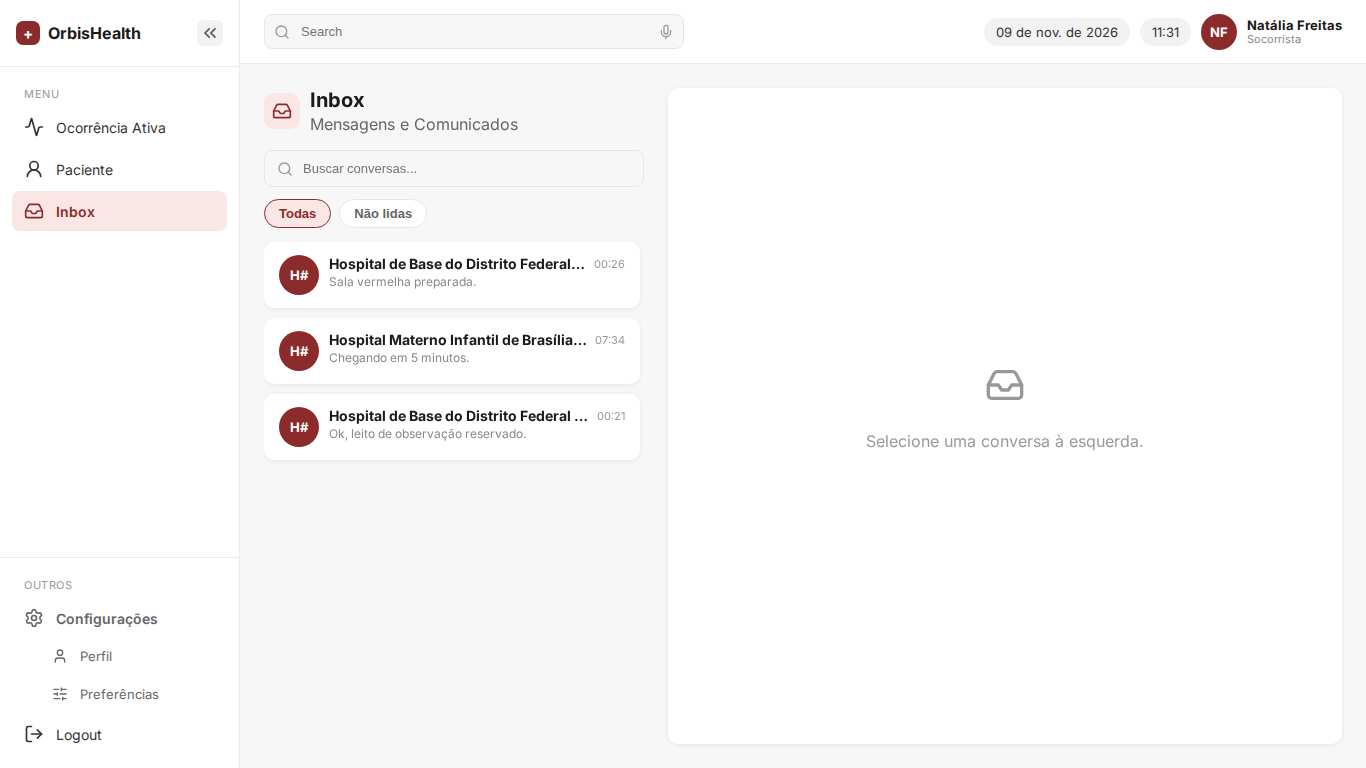 + OrbisHealth
Search
09 de nov. de 2026
11:31
NF
Natália Freitas
Socorrista
MENU
Ocorrência Ativa
Paciente
Inbox
Inbox
Mensagens e Comunicados
Buscar conversas...
Todas
Não lidas
H#
Hospital de Base do Distrito Federal...
00:26
Sala vermelha preparada.
H#
Hospital Materno Infantil de Brasília...
07:34
Chegando em 5 minutos.
H#
Hospital de Base do Distrito Federal ...
00:21
Ok, leito de observação reservado.
Selecione uma conversa à esquerda.
OUTROS
Configurações
Perfil
Preferências
Logout